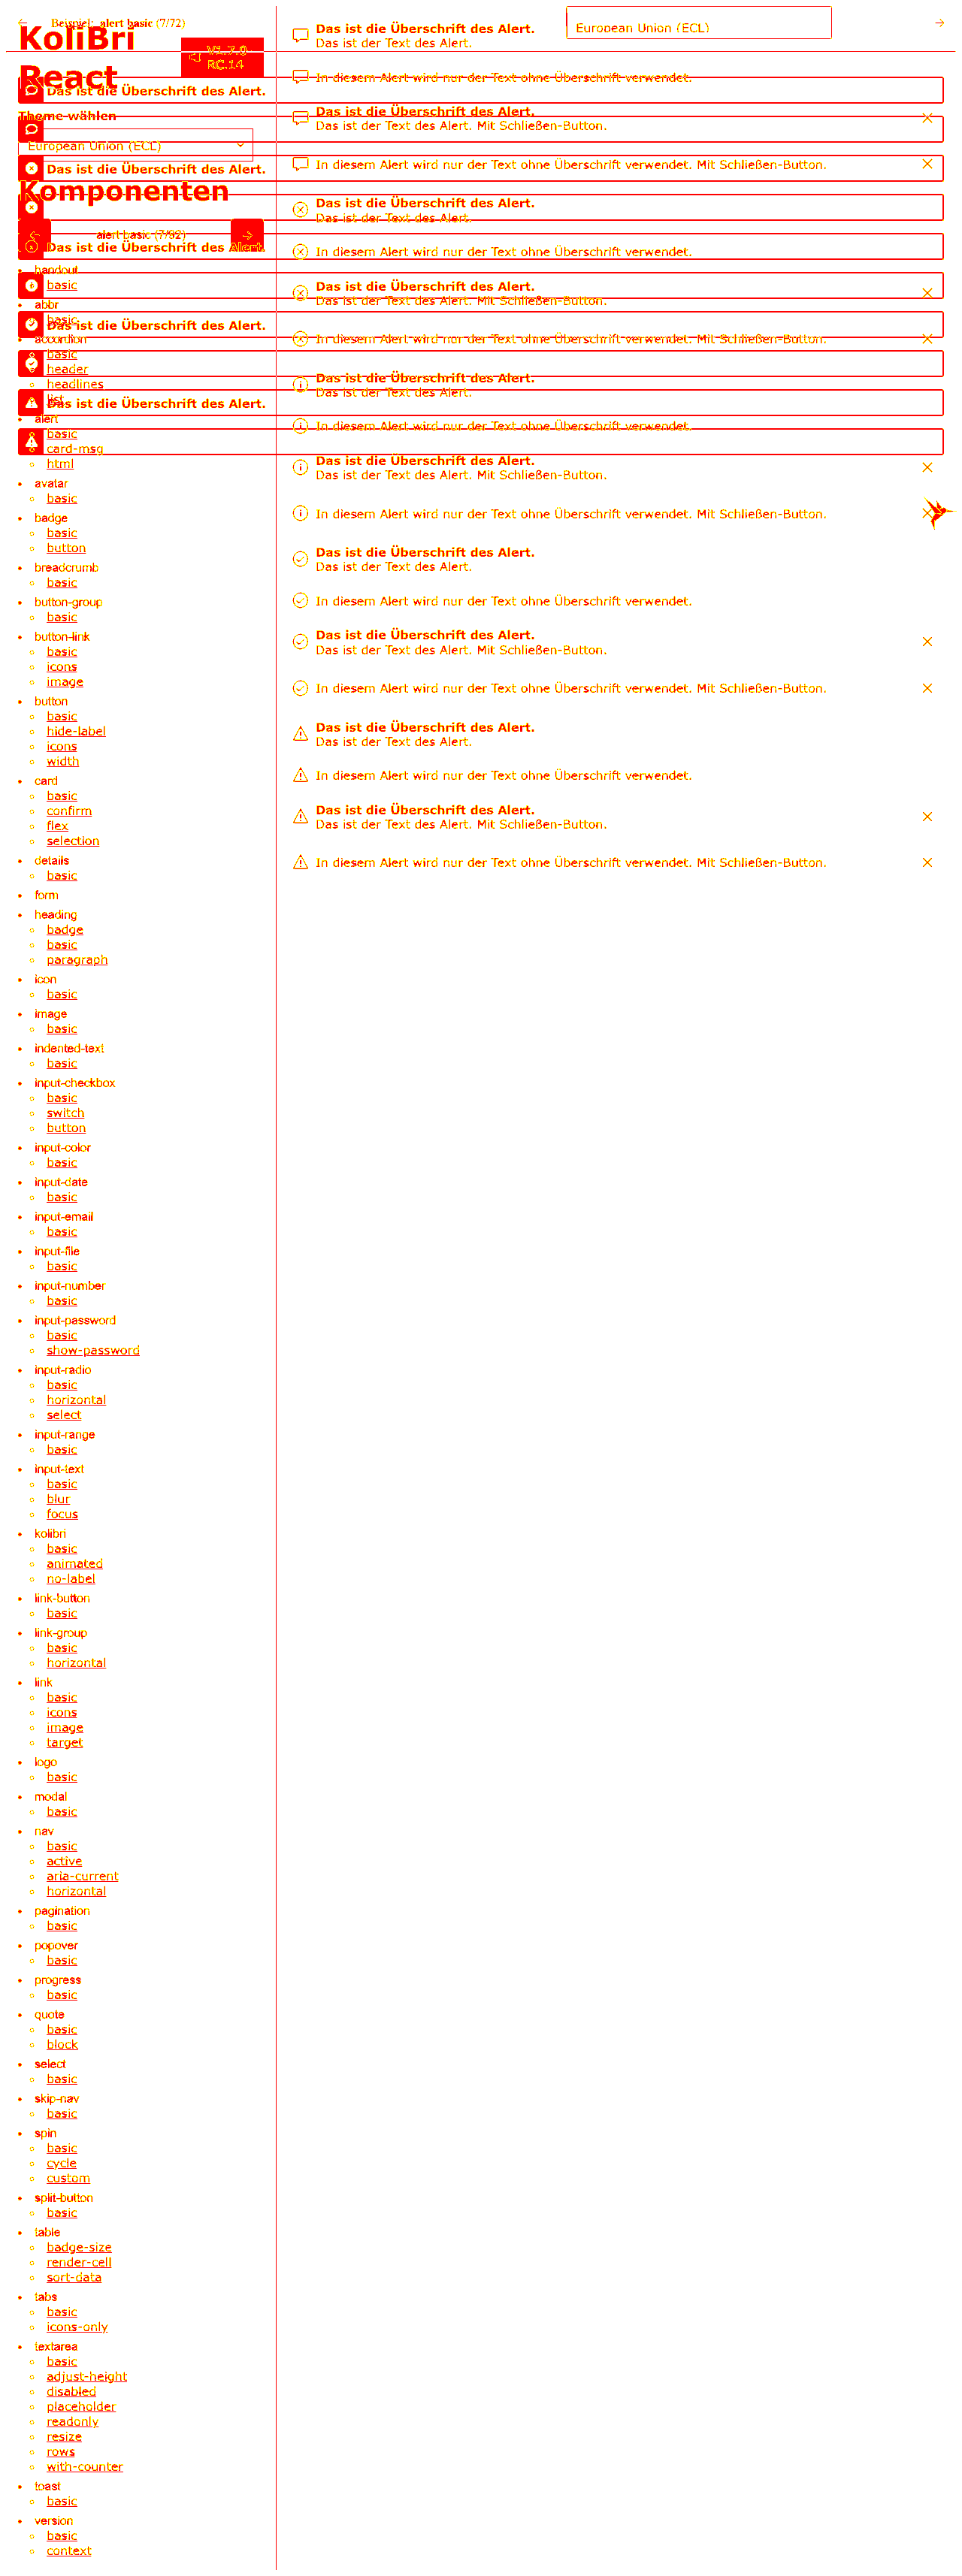 Beispiel: alert basic (7/72)
European Union (ECL)
KoliBri
React
V1.7.0-
RC.14
Theme wählen
European Union (ECL)
Komponenten
alert basic (7/82)
Das ist die Überschrift des Alert.
Das ist die Überschrift des Alert.
Das ist die Überschrift des Alert.
Das ist die Überschrift des Alert.
Das ist die Überschrift des Alert.
handout
basic
abbr
basic
accordion
basic
header
headlines
list
alert
basic
card-msg
html
avatar
basic
badge
basic
button
breadcrumb
basic
button-group
basic
button-link
basic
icons
image
button
basic
hide-label
icons
width
card
basic
confirm
flex
selection
details
basic
form
heading
badge
basic
paragraph
icon
basic
image
basic
indented-text
basic
input-checkbox
basic
switch
button
input-color
basic
input-date
basic
input-email
basic
input-file
basic
input-number
basic
input-password
basic
show-password
input-radio
basic
horizontal
select
input-range
basic
input-text
basic
blur
focus
kolibri
basic
animated
no-label
link-button
basic
link-group
basic
horizontal
link
basic
icons
image
target
logo
basic
modal
basic
nav
basic
active
aria-current
horizontal
pagination
basic
popover
basic
progress
basic
quote
basic
block
select
basic
skip-nav
basic
spin
basic
cycle
custom
split-button
basic
table
badge-size
render-cell
sort-data
tabs
basic
icons-only
textarea
basic
adjust-height
disabled
placeholder
readonly
resize
rows
with-counter
toast
basic
version
basic
context
Das ist die Überschrift des Alert.
Das ist der Text des Alert.
In diesem Alert wird nur der Text ohne Überschrift verwendet.
Das ist die Überschrift des Alert.
Das ist der Text des Alert. Mit Schließen-Button.
In diesem Alert wird nur der Text ohne Überschrift verwendet. Mit Schließen-Button.
Das ist die Überschrift des Alert.
Das ist der Text des Alert.
In diesem Alert wird nur der Text ohne Überschrift verwendet.
Das ist die Überschrift des Alert.
Das ist der Text des Alert. Mit Schließen-Button.
In diesem Alert wird nur der Text ohne Überschrift verwendet. Mit Schließen-Button.
Das ist die Überschrift des Alert.
Das ist der Text des Alert.
In diesem Alert wird nur der Text ohne Überschrift verwendet.
Das ist die Überschrift des Alert.
Das ist der Text des Alert. Mit Schließen-Button.
In diesem Alert wird nur der Text ohne Überschrift verwendet. Mit Schließen-Button.
Das ist die Überschrift des Alert.
Das ist der Text des Alert.
In diesem Alert wird nur der Text ohne Überschrift verwendet.
Das ist die Überschrift des Alert.
Das ist der Text des Alert. Mit Schließen-Button.
In diesem Alert wird nur der Text ohne Überschrift verwendet. Mit Schließen-Button.
Das ist die Überschrift des Alert.
Das ist der Text des Alert.
In diesem Alert wird nur der Text ohne Überschrift verwendet.
Das ist die Überschrift des Alert.
Das ist der Text des Alert. Mit Schließen-Button.
In diesem Alert wird nur der Text ohne Überschrift verwendet. Mit Schließen-Button.